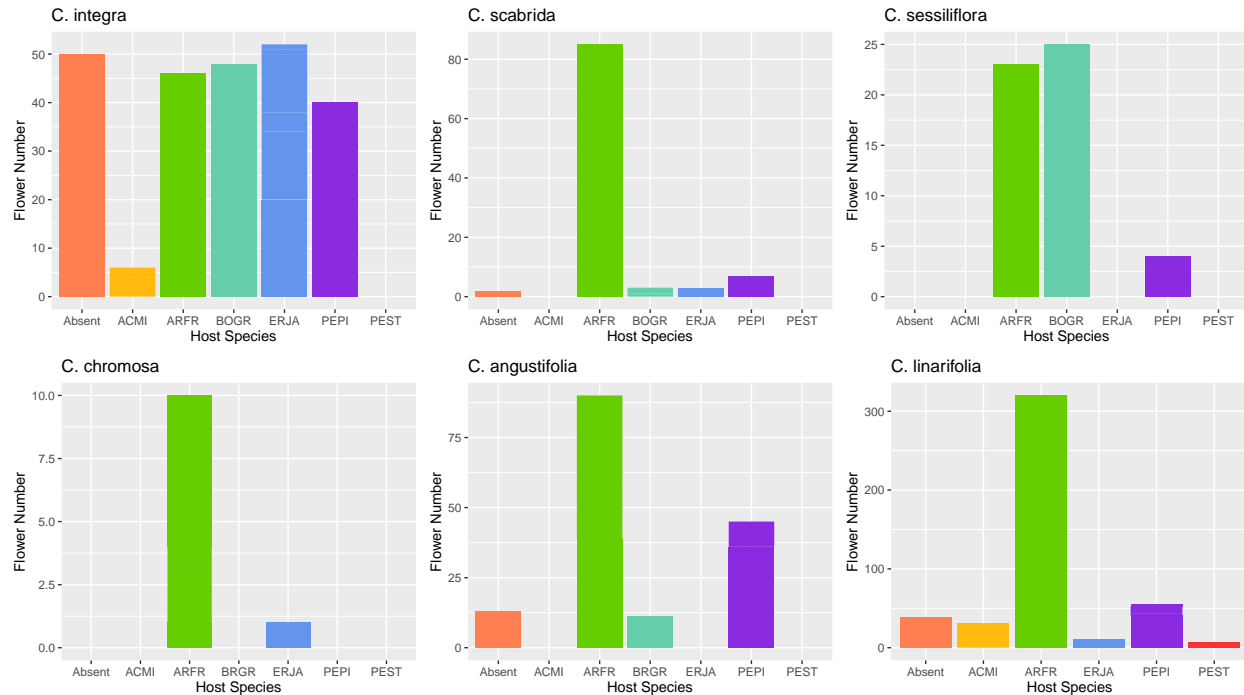 C. integra
Flower Number
50
40
30
20
10
0
Absent ACMI ARFR BOGR ERJA PEPI PEST
Host Species
C. scabrida
Flower Number
80
60
40
20
0
Absent ACMI ARFR BOGR ERJA PEPI PEST
Host Species
C. sessiliflora
Flower Number
25
20
15
10
5
0
Absent ACMI ARFR BOGR ERJA PEPI PEST
Host Species
C. chromosa
Flower Number
10.0
7.5
5.0
2.5
0.0
Absent ACMI ARFR BRGR ERJA PEPI PEST
Host Species
C. angustifolia
Flower Number
75
50
25
0
Absent ACMI ARFR BRGR ERJA PEPI PEST
Host Species
C. linarifolia
Flower Number
300
200
100
0
Absent ACMI ARFR ERJA PEPI PEST
Host Species